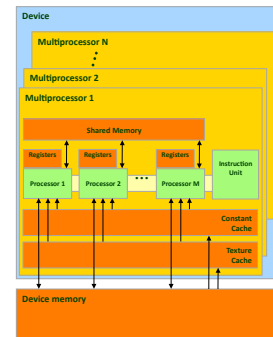 Device
Multiprocessor N
Multiprocessor 2
Multiprocessor 1
Shared Memory
Registers Registers Registers
Instruction
Unit
Processor 1 Processor 2 ••• Processor M
Constant
Cache
Texture
Cache
Device memory